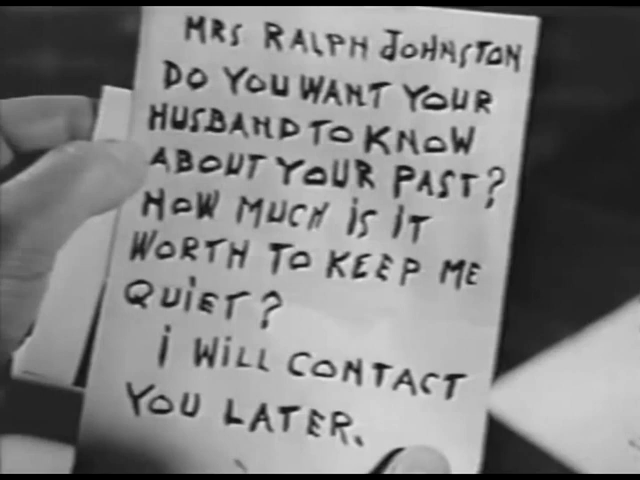 MRS RALPH JOHNSTON
DO YOU WANT YOUR
HUSBAND TO KNOW
ABOUT YOUR PAST?
HOW MUCH iS iT
WORTH TO KEEP ME
QUiET?
i WiLL CONTACT
YOU LATER.